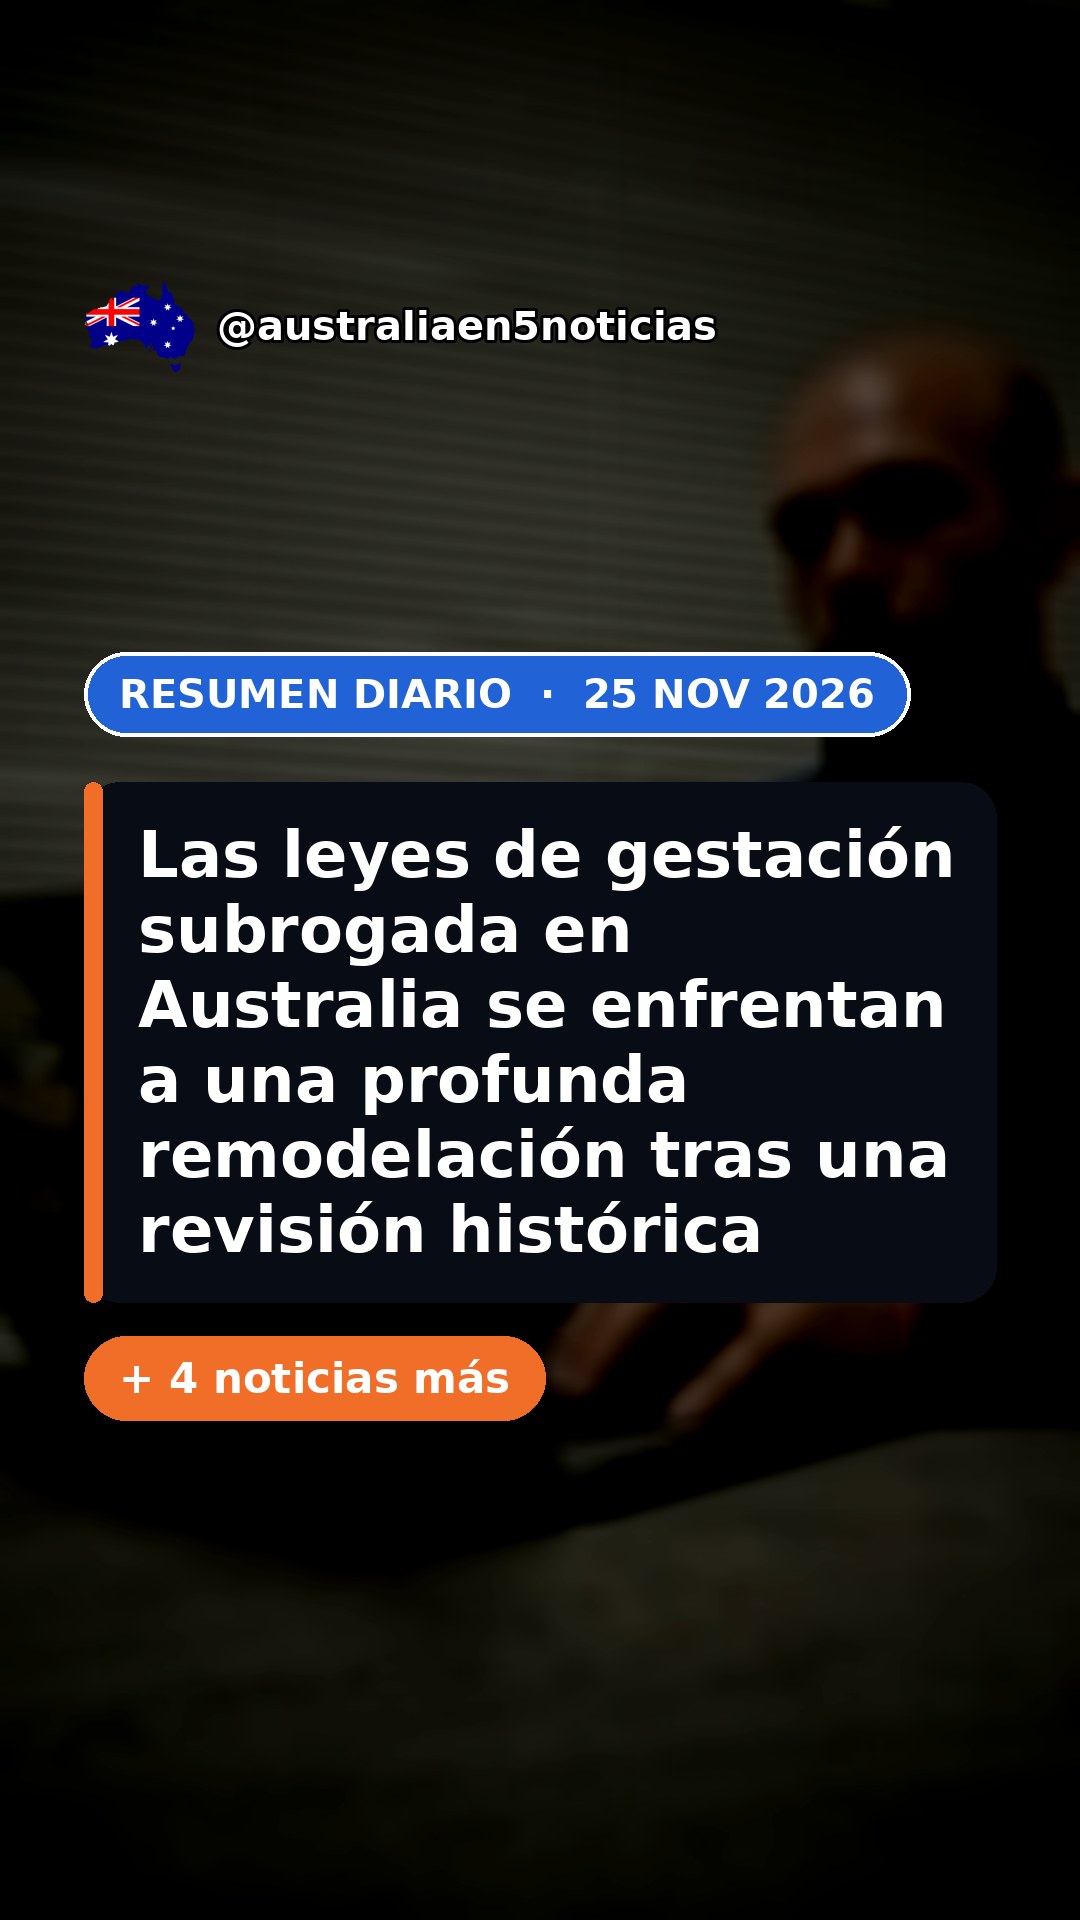 @australiaen5noticias
RESUMEN DIARIO · 25 NOV 2026
Las leyes de gestación
subrogada en
Australia se enfrentan
a una profunda
remodelación tras una
revisión histórica
+ 4 noticias más